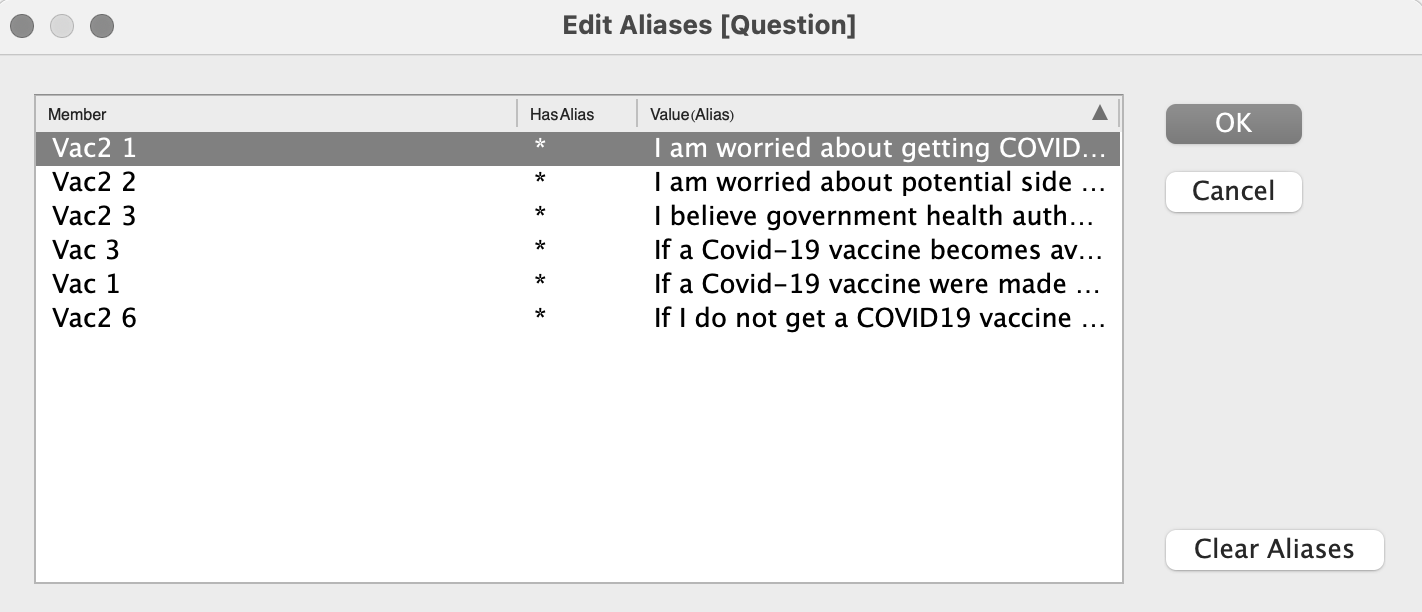 Edit Aliases [Question]
Member Has Alias Value (Alias)
Vac2 1 * I am worried about getting COVID...
Vac2 2 * I am worried about potential side ...
Vac2 3 * I believe government health auth...
Vac 3 * If a Covid-19 vaccine becomes av...
Vac 1 * If a Covid-19 vaccine were made ...
Vac2 6 * If I do not get a COVID19 vaccine ...
OK
Cancel
Clear Aliases